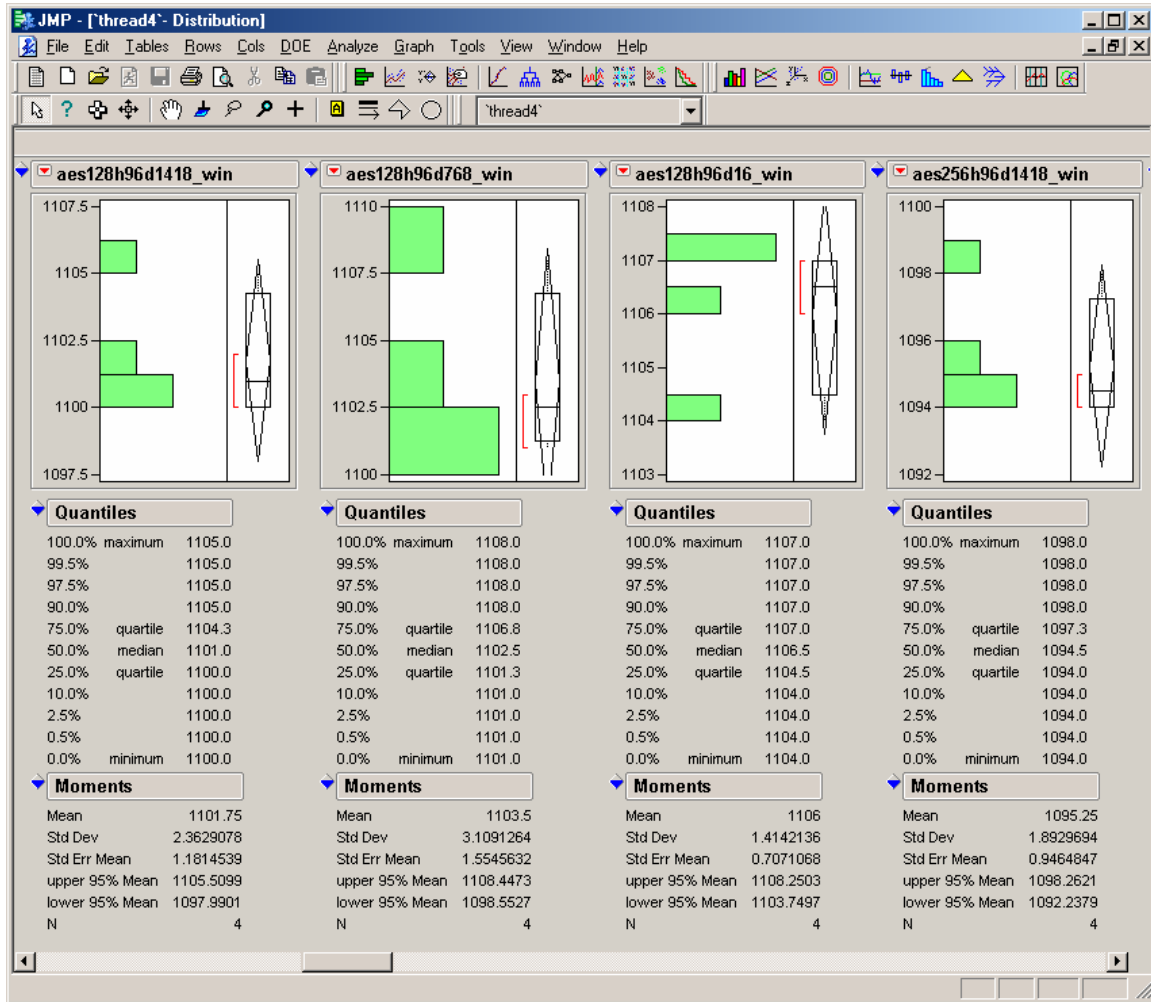 JMP - [`thread4`- Distribution]
File Edit Tables Rows Cols DOE Analyze Graph Tools View Window Help
? A `thread4`
aes128h96d1418_win
1107.5
1105
1102.5
1100
1097.5
Quantiles
100.0% maximum 1105.0
99.5% 1105.0
97.5% 1105.0
90.0% 1105.0
75.0% quartile 1104.3
50.0% median 1101.0
25.0% quartile 1100.0
10.0% 1100.0
2.5% 1100.0
0.5% 1100.0
0.0% minimum 1100.0
Moments
Mean 1101.75
Std Dev 2.3629078
Std Err Mean 1.1814539
upper 95% Mean 1105.5099
lower 95% Mean 1097.9901
N 4
aes128h96d768_win
1110
1107.5
1105
1102.5
1100
Quantiles
100.0% maximum 1108.0
99.5% 1108.0
97.5% 1108.0
90.0% 1108.0
75.0% quartile 1106.8
50.0% median 1102.5
25.0% quartile 1101.3
10.0% 1101.0
2.5% 1101.0
0.5% 1101.0
0.0% minimum 1101.0
Moments
Mean 1103.5
Std Dev 3.1091264
Std Err Mean 1.5545632
upper 95% Mean 1108.4473
lower 95% Mean 1098.5527
N 4
aes128h96d16_win
1108
1107
1106
1105
1104
1103
Quantiles
100.0% maximum 1107.0
99.5% 1107.0
97.5% 1107.0
90.0% 1107.0
75.0% quartile 1107.0
50.0% median 1106.5
25.0% quartile 1104.5
10.0% 1104.0
2.5% 1104.0
0.5% 1104.0
0.0% minimum 1104.0
Moments
Mean 1106
Std Dev 1.4142136
Std Err Mean 0.7071068
upper 95% Mean 1108.2503
lower 95% Mean 1103.7497
N 4
aes256h96d1418_win
1100
1098
1096
1094
1092
Quantiles
100.0% maximum 1098.0
99.5% 1098.0
97.5% 1098.0
90.0% 1098.0
75.0% quartile 1097.3
50.0% median 1094.5
25.0% quartile 1094.0
10.0% 1094.0
2.5% 1094.0
0.5% 1094.0
0.0% minimum 1094.0
Moments
Mean 1095.25
Std Dev 1.8929694
Std Err Mean 0.9464847
upper 95% Mean 1098.2621
lower 95% Mean 1092.2379
N 4